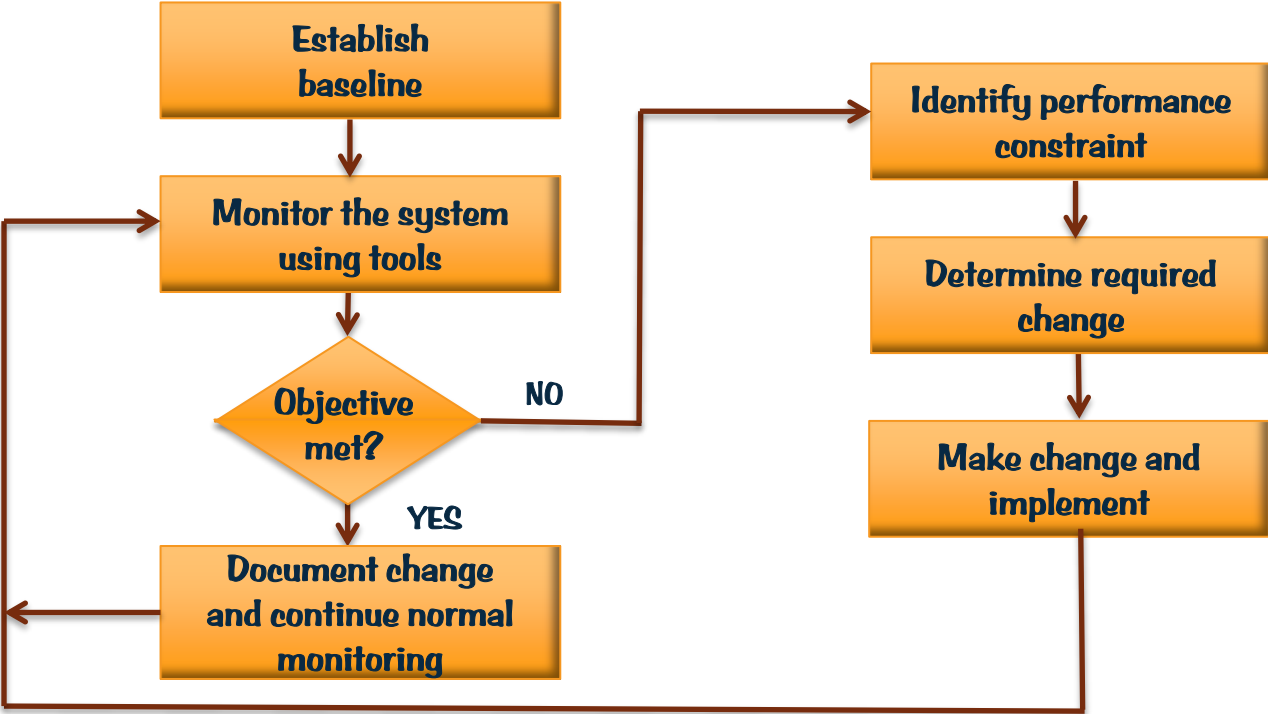 Establish
baseline
Monitor the system
using tools
Objective
met?
NO
YES
Document change
and continue normal
monitoring
Identify performance
constraint
Determine required
change
Make change and
implement